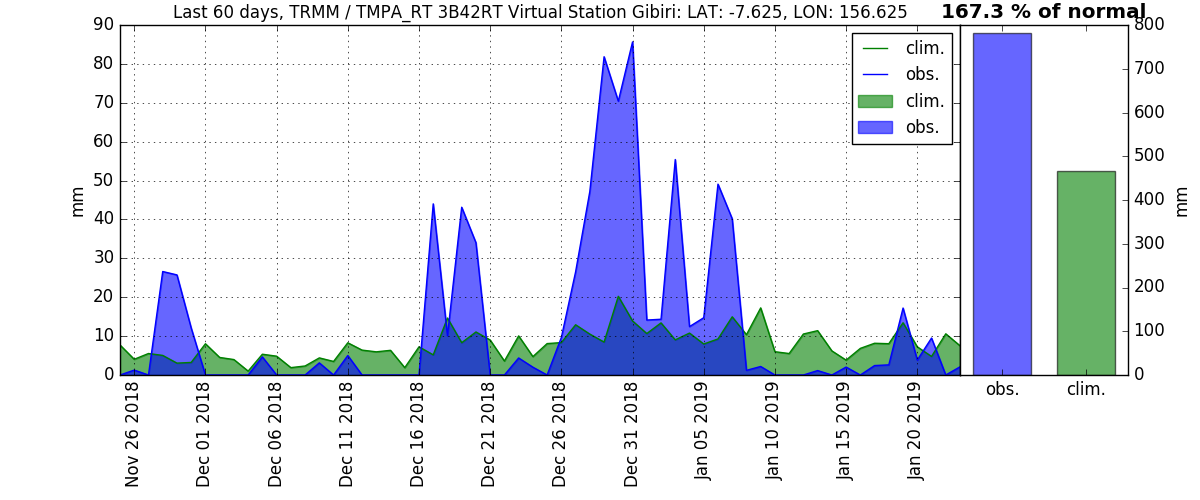 Last 60 days, TRMM / TMPA_RT 3B42RT Virtual Station Gibiri: LAT: -7.625, LON: 156.625
167.3 % of normal
90
80
70
60
50
40
30
20
10
0
mm
clim.
obs.
clim.
obs.
800
700
600
500
400
300
200
100
0
mm
obs.
clim.
Nov 26 2018
Dec 01 2018
Dec 06 2018
Dec 11 2018
Dec 16 2018
Dec 21 2018
Dec 26 2018
Dec 31 2018
Jan 05 2019
Jan 10 2019
Jan 15 2019
Jan 20 2019